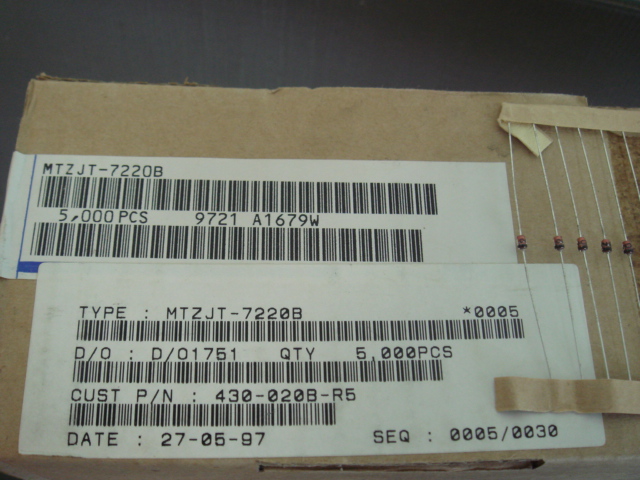 MTZJT-7220B
5,000PCS 9721 A1679W
TYPE : MTZJT-7220B *0005
D/O : D/O1751 QTY 5,000PCS
CUST P/N : 430-020B-R5
DATE : 27-05-97 SEQ : 0005/0030